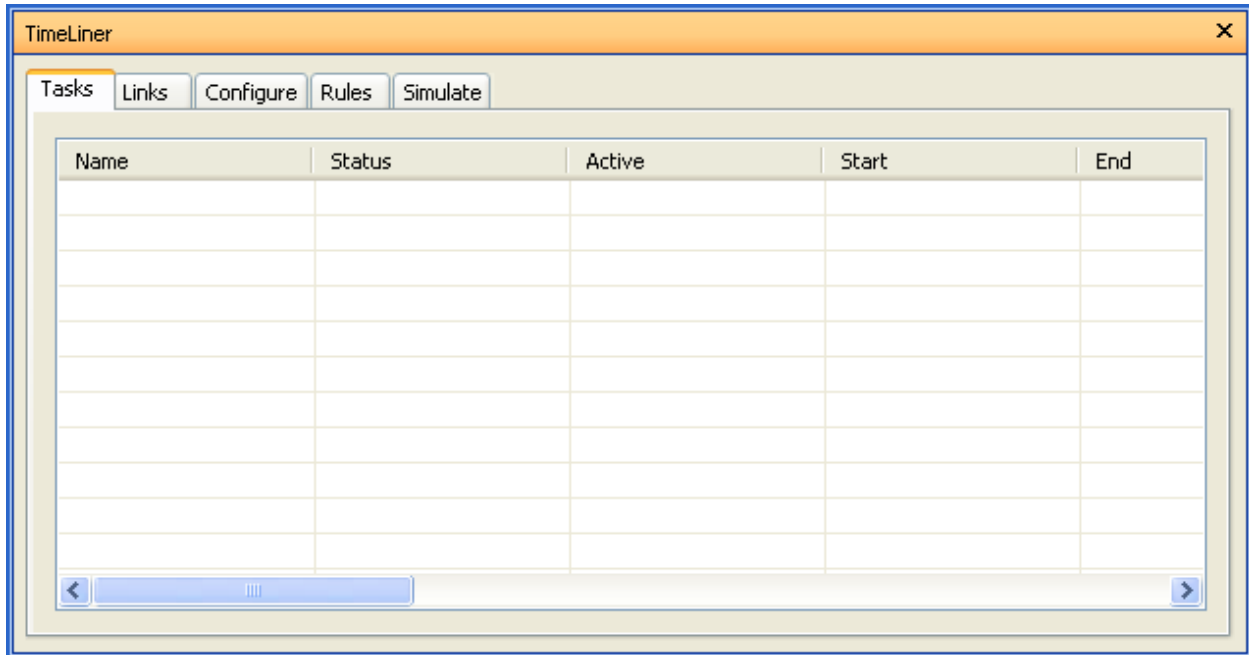 TimeLiner
Tasks Links Configure Rules Simulate
Name Status Active Start End